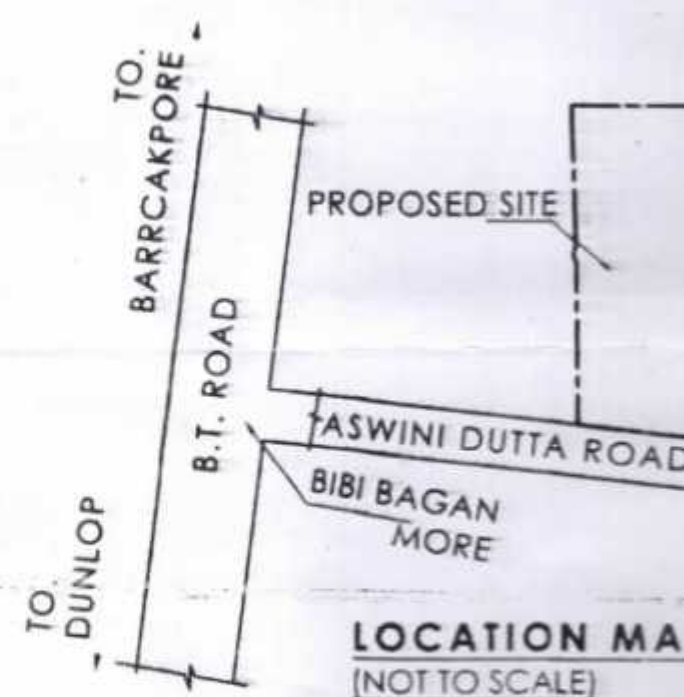 TO.
BARRCAKPORE
PROPOSED SITE
B.T. ROAD
ASWINI DUTTA ROAD
BIBI BAGAN
MORE
TO.
DUNLOP
LOCATION MA
(NOT TO SCALE)